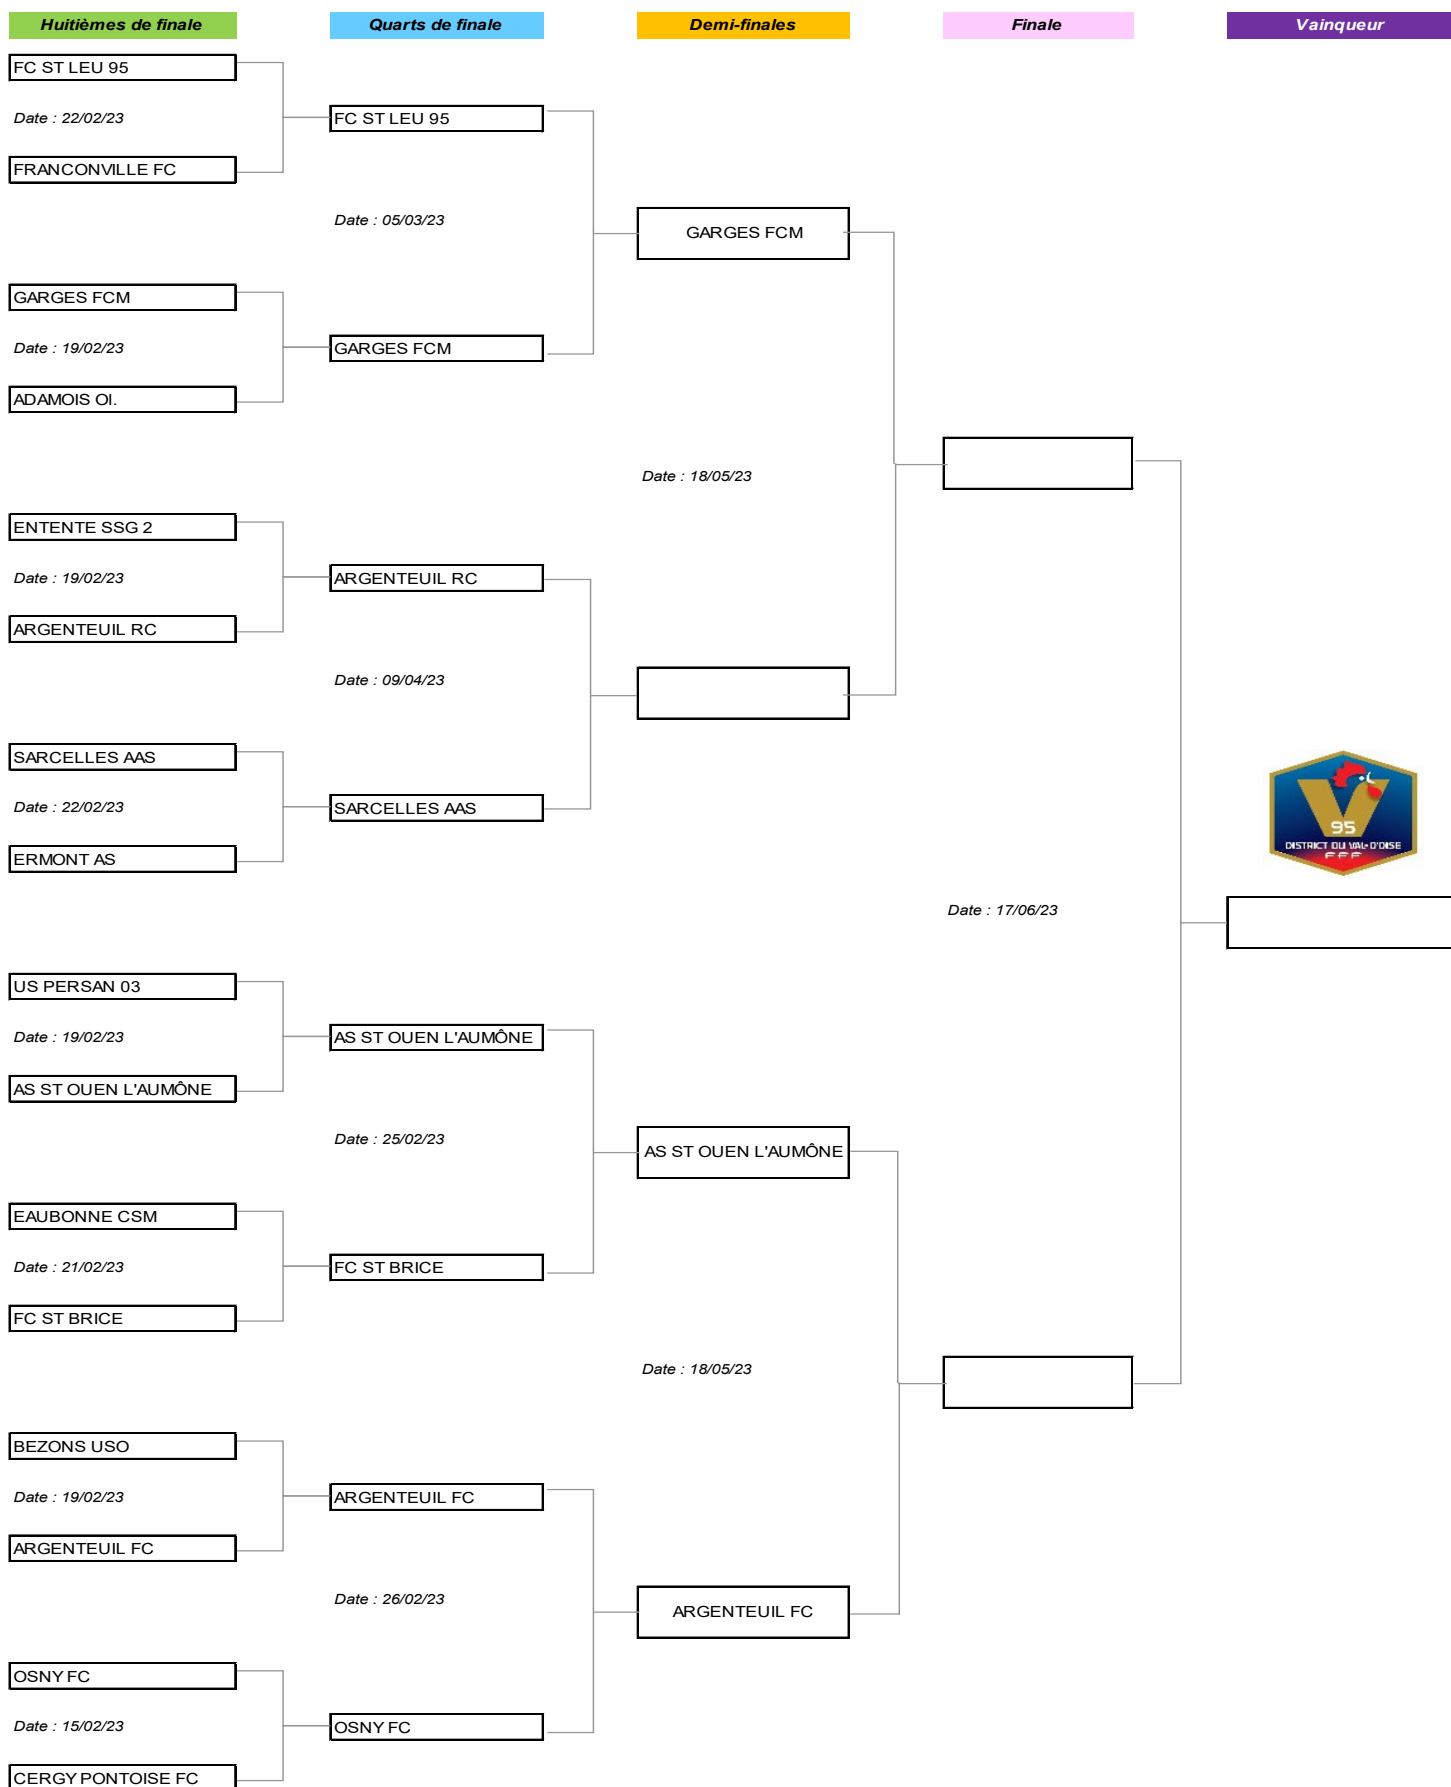 Huitièmes de finale
Quarts de finale
Demi-finales
Finale
Vainqueur
FC ST LEU 95
Date : 22/02/23
FC ST LEU 95
FRANCONVILLE FC
Date : 05/03/23
GARGES FCM
GARGES FCM
Date : 19/02/23
GARGES FCM
ADAMOIS Ol.
Date : 18/05/23
ENTENTE SSG 2
Date : 19/02/23
ARGENTEUIL RC
ARGENTEUIL RC
Date : 09/04/23
SARCELLES AAS
Date : 22/02/23
SARCELLES AAS
ERMONT AS
95
DISTRICT DU VAL-D'OISE
FFF
Date : 17/06/23
US PERSAN 03
Date : 19/02/23
AS ST OUEN L'AUMÔNE
AS ST OUEN L'AUMÔNE
Date : 25/02/23
AS ST OUEN L'AUMÔNE
EAUBONNE CSM
Date : 21/02/23
FC ST BRICE
FC ST BRICE
Date : 18/05/23
BEZONS USO
Date : 19/02/23
ARGENTEUIL FC
ARGENTEUIL FC
Date : 26/02/23
ARGENTEUIL FC
OSNY FC
Date : 15/02/23
OSNY FC
CERGY PONTOISE FC